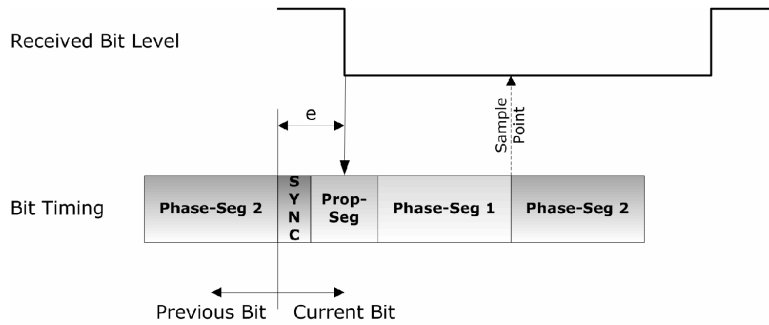 Received Bit Level
e
Sample
Point
Bit Timing
Phase-Seg 2
S
Y
N
C
Prop-
Seg
Phase-Seg 1
Phase-Seg 2
Previous Bit
Current Bit